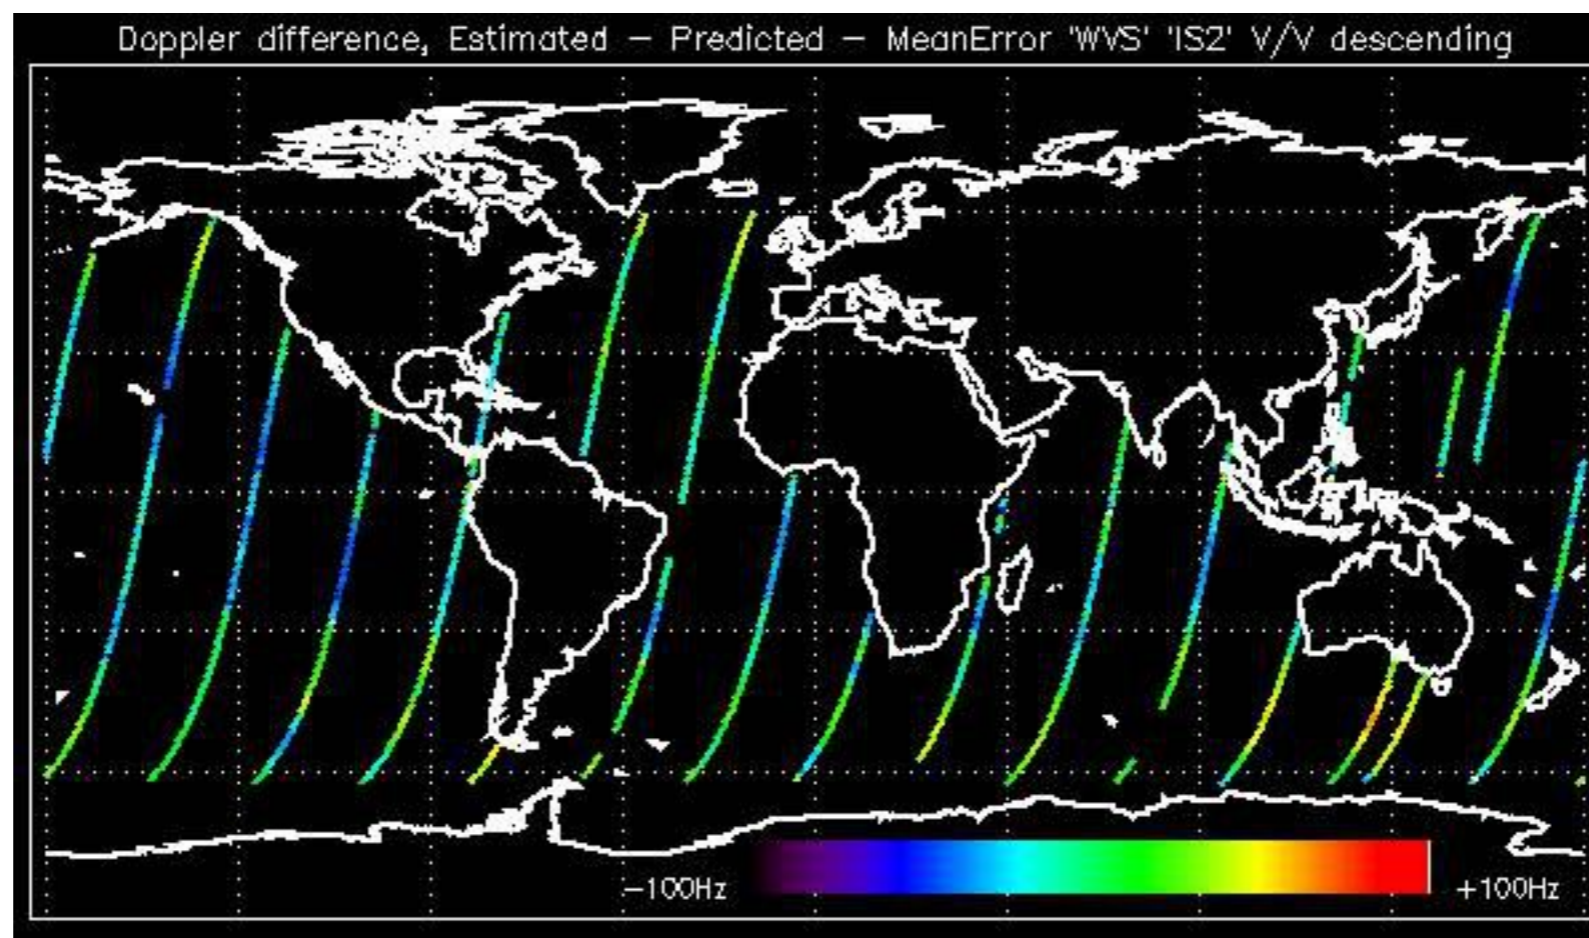 Doppler difference, Estimated – Predicted – MeanError 'WVS' 'IS2' V/V descending
–100Hz
+100Hz